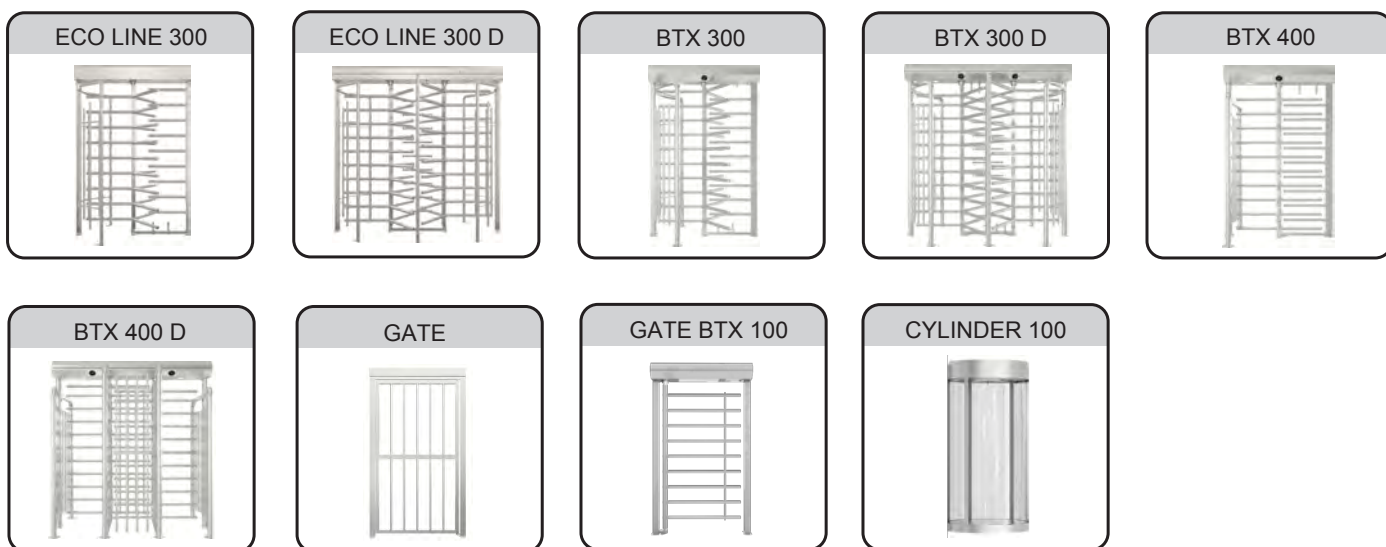 ECO LINE 300
ECO LINE 300 D
BTX 300
BTX 300 D
BTX 400
BTX 400 D
GATE
GATE BTX 100
CYLINDER 100